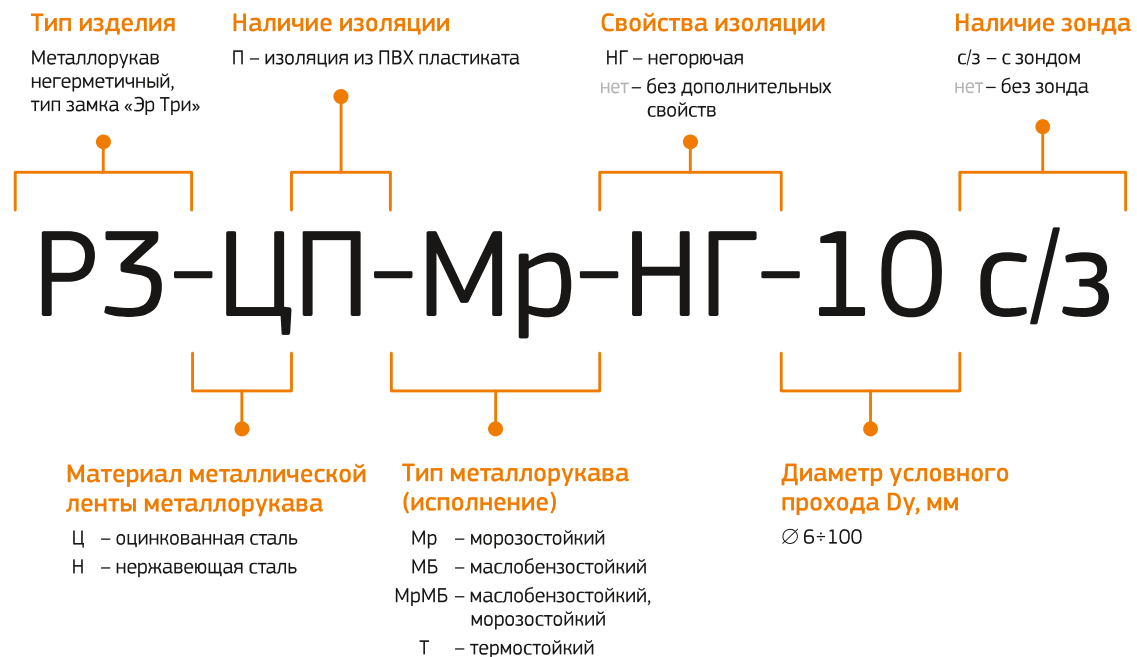 Тип изделия
Металлорукав
негерметичный,
тип замка «Эр Три»
Наличие изоляции
П – изоляция из ПВХ пластиката
Свойства изоляции
НГ – негорючая
нет – без дополнительных
свойств
Наличие зонда
с/з – с зондом
нет – без зонда
РЗ-ЦП-Мр-НГ-10 с/з
Материал металлической
ленты металлорукава
Ц – оцинкованная сталь
Н – нержавеющая сталь
Тип металлорукава
(исполнение)
Мр – морозостойкий
МБ – маслобензостойкий
МрМБ – маслобензостойкий,
морозостойкий
Т – термостойкий
Диаметр условного
прохода Dу, мм
∅ 6÷100